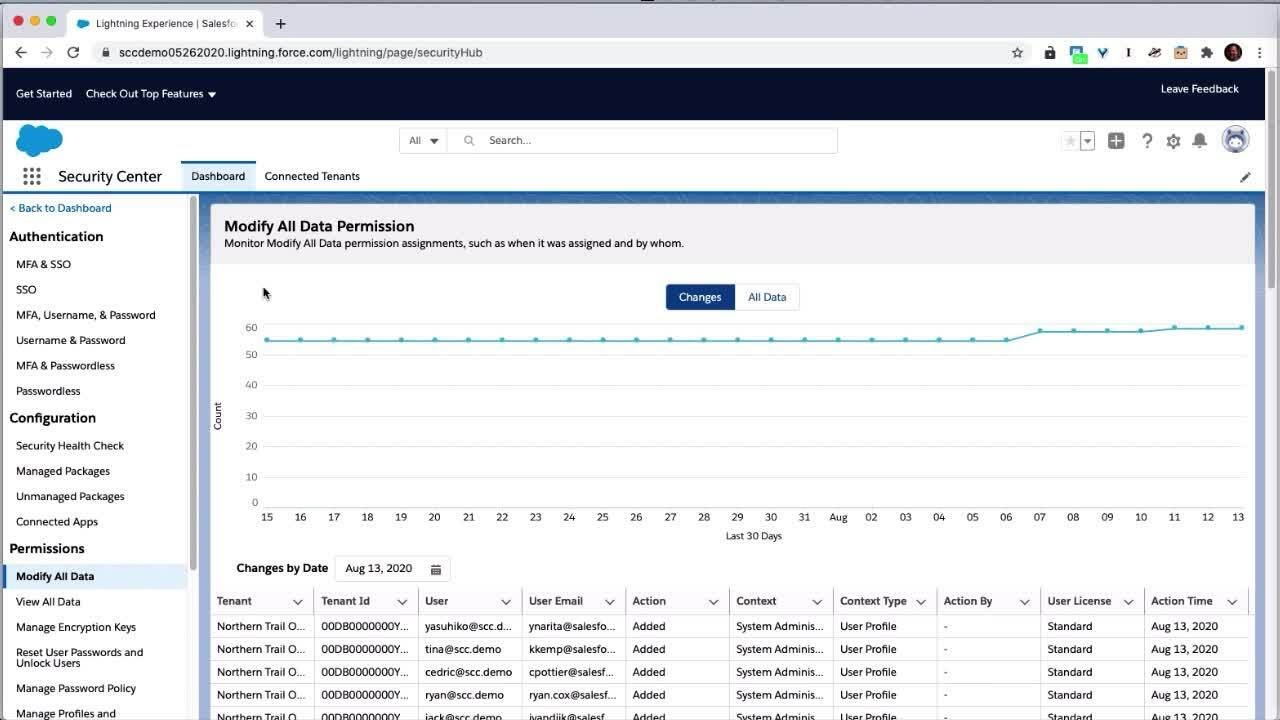 Lightning Experience | Salesfo
sccdemo05262020.lightning.force.com/lightning/page/securityHub
Get Started Check Out Top Features Leave Feedback
All Search...
Security Center Dashboard Connected Tenants
< Back to Dashboard
Authentication
MFA & SSO
SSO
MFA, Username, & Password
Username & Password
MFA & Passwordless
Passwordless
Configuration
Security Health Check
Managed Packages
Unmanaged Packages
Connected Apps
Permissions
Modify All Data
View All Data
Manage Encryption Keys
Reset User Passwords and
Unlock Users
Manage Password Policy
Manage Profiles and
Modify All Data Permission
Monitor Modify All Data permission assignments, such as when it was assigned and by whom.
Changes All Data
60
50
40
30
20
10
0
Count
15 16 17 18 19 20 21 22 23 24 25 26 27 28 29 30 31 Aug 02 03 04 05 06 07 08 09 10 11 12 13
Last 30 Days
Changes by Date Aug 13, 2020
Tenant Tenant Id User User Email Action Context Context Type Action By User License Action Time
Northern Trail O... 00DB0000000Y... yasuhiko@scc.d... ynarita@salesfo... Added System Adminis... User Profile - Standard Aug 13, 2020
Northern Trail O... 00DB0000000Y... tina@scc.demo kkemp@salesfo... Added System Adminis... User Profile - Standard Aug 13, 2020
Northern Trail O... 00DB0000000Y... cedric@scc.demo cpottier@salesf... Added System Adminis... User Profile - Standard Aug 13, 2020
Northern Trail O... 00DB0000000Y... ryan@scc.demo ryan.cox@salesf... Added System Adminis... User Profile - Standard Aug 13, 2020
Northern Trail O... 00DB0000000Y... jack@scc.demo jvandijk@salesf... Added System Adminis... User Profile - Standard Aug 13, 2020